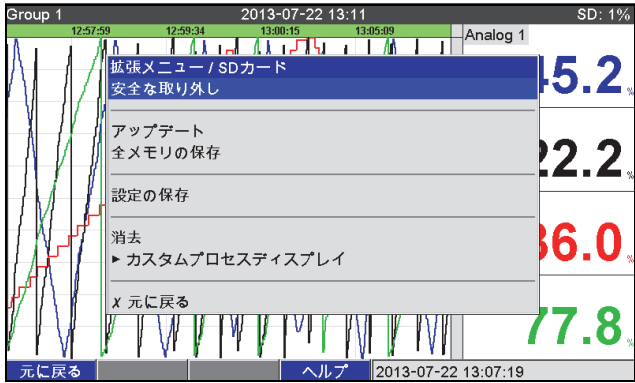 Group 1 2013-07-22 13:11 SD: 1%
12:57:59 12:59:34 13:00:15 13:05:09
Analog 1
拡張メニュー / SDカード
安全な取り外し
アップデート
全メモリの保存
設定の保存
消去
▶ カスタムプロセスディスプレイ
X 元に戻る
45.2 %
22.2 %
36.0 %
77.8 %
元に戻る ヘルプ 2013-07-22 13:07:19